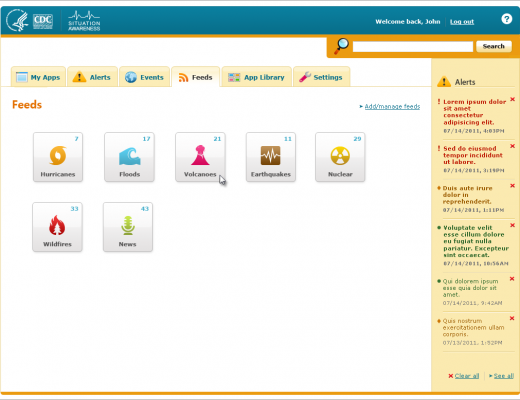 CDC
SITUATION
AWARENESS
Welcome back, John
Log out
?
Search
My Apps
Alerts
Events
Feeds
App Library
Settings
Feeds
Add/manage feeds
7
Hurricanes
17
Floods
21
Volcanoes
11
Earthquakes
29
Nuclear
33
Wildfires
43
News
Alerts
Lorem ipsum dolor
sit amet
consectetur
adipisicing elit.
07/14/2011, 4:03PM
Sed do eiusmod
tempor incididunt
ut labore.
07/14/2011, 3:19PM
Duis aute irure
dolor in
reprehenderit.
07/14/2011, 1:11PM
Voluptate velit
esse cillum dolore
eu fugiat nulla
pariatur. Excepteur
sint occaecat.
07/14/2011, 10:56AM
Qui dolorem ipsum
esse quia dolor sit
amet.
07/14/2011, 9:42AM
Quis nostrum
exercitationem ullam
corporis.
07/13/2011, 1:52PM
Clear all
See all